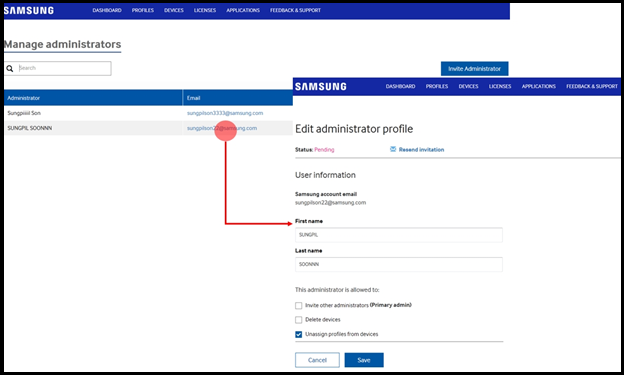 SAMSUNG DASHBOARD PROFILES DEVICES LICENSES APPLICATIONS FEEDBACK & SUPPORT
Manage administrators
Search
Invite Administrator
Administrator Email
Sungpiiiil Son sungpilson3333@samsung.com
SUNGPIL SOONNN sungpilson22@samsung.com
SAMSUNG DASHBOARD PROFILES DEVICES LICENSES APPLICATIONS FEEDBACK & SUPPORT
Edit administrator profile
Status: Pending Resend invitation
User information
Samsung account email
sungpilson22@samsung.com
First name
SUNGPIL
Last name
SOONNN
This administrator is allowed to:
Invite other administrators (Primary admin)
Delete devices
Unassign profiles from devices
Cancel Save